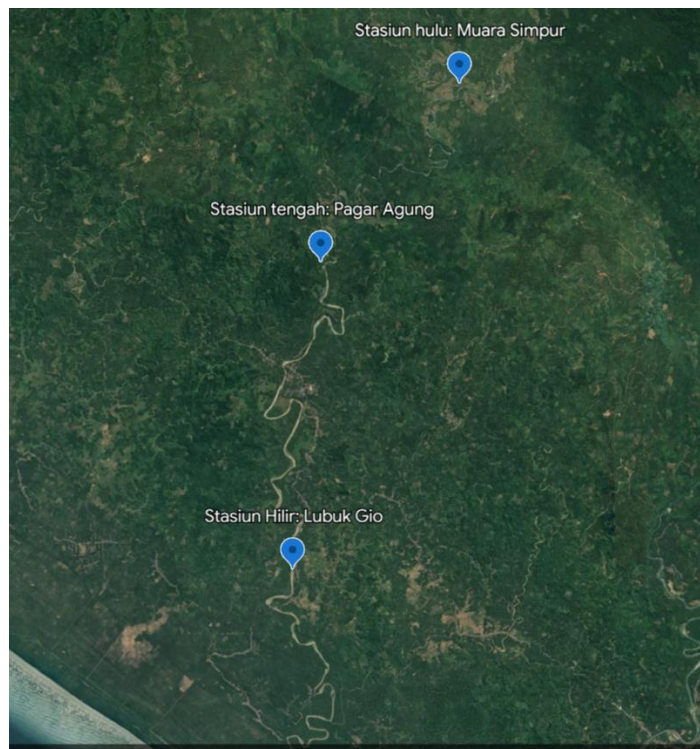 Stasiun hulu: Muara Simpur
Stasiun tengah: Pagar Agung
Stasiun Hilir: Lubuk Gio